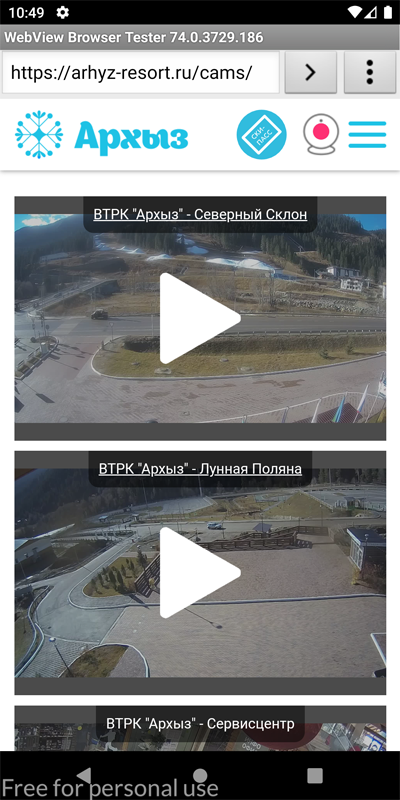 10:49
WebView Browser Tester 74.0.3729.186
https://arhyz-resort.ru/cams/
Архыз
СКИ-
ПАСС
ВТРК "Архыз" - Северный Склон
ВТРК "Архыз" - Лунная Поляна
ВТРК "Архыз" - Сервисцентр
Free for personal use